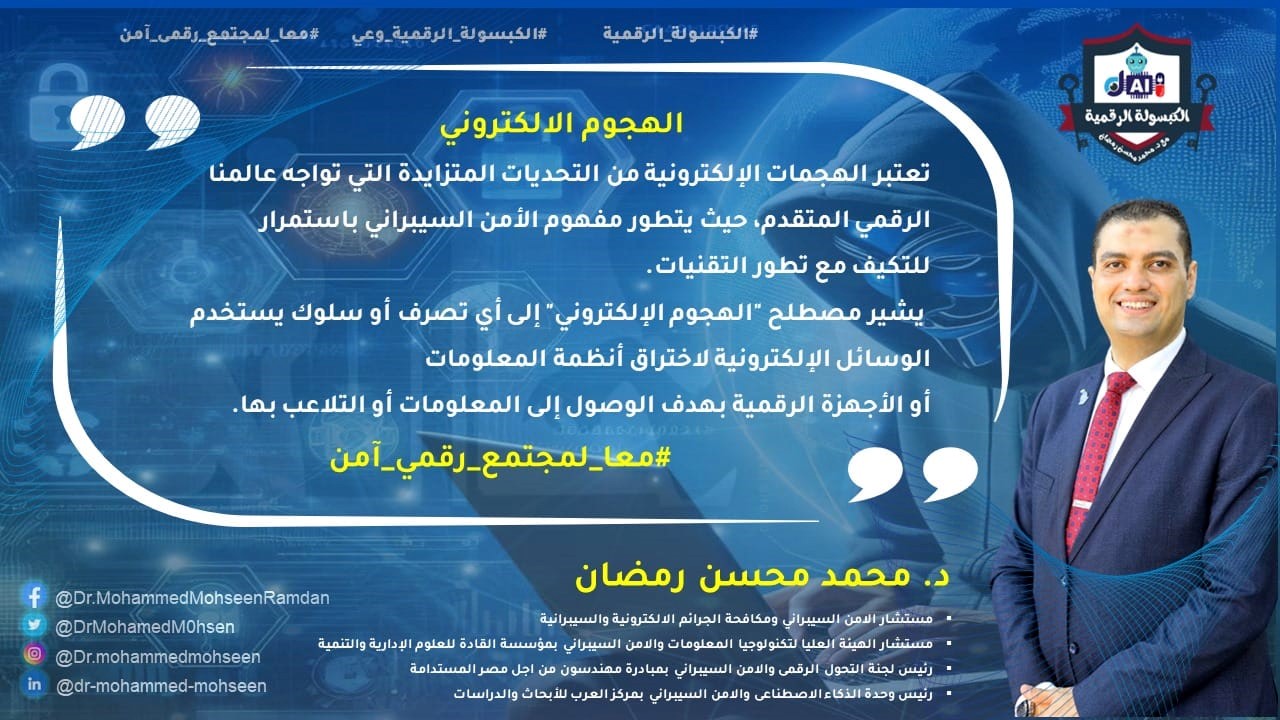 #الكبسولة_الرقمية #الكبسولة_الرقمية_وعي #معا_لمجتمع_رقمى_آمن
AI
الكبسولة الرقمية
مع د. محمد محسن رمضان
الهجوم الالكتروني
تعتبر الهجمات الإلكترونية من التحديات المتزايدة التي تواجه عالمنا
الرقمي المتقدم، حيث يتطور مفهوم الأمن السيبراني باستمرار
للتكيف مع تطور التقنيات.
يشير مصطلح "الهجوم الإلكتروني" إلى أي تصرف أو سلوك يستخدم
الوسائل الإلكترونية لاختراق أنظمة المعلومات
أو الأجهزة الرقمية بهدف الوصول إلى المعلومات أو التلاعب بها.
#معا_لمجتمع_رقمي_آمن
د. محمد محسن رمضان
▪ مستشار الامن السيبراني ومكافحة الجرائم الالكترونية والسيبرانية
▪ مستشار الهيئة العليا لتكنولوجيا المعلومات والامن السيبراني بمؤسسة القادة للعلوم الإدارية والتنمية
▪ رئيس لجنة التحول الرقمى والامن السيبراني بمبادرة مهندسون من اجل مصر المستدامة
▪ رئيس وحدة الذكاء الاصطناعى والامن السيبراني بمركز العرب للأبحاث والدراسات
@Dr.MohammedMohseenRamdan
@DrMohamedM0hsen
@Dr.mohammedmohseen
@dr-mohammed-mohseen